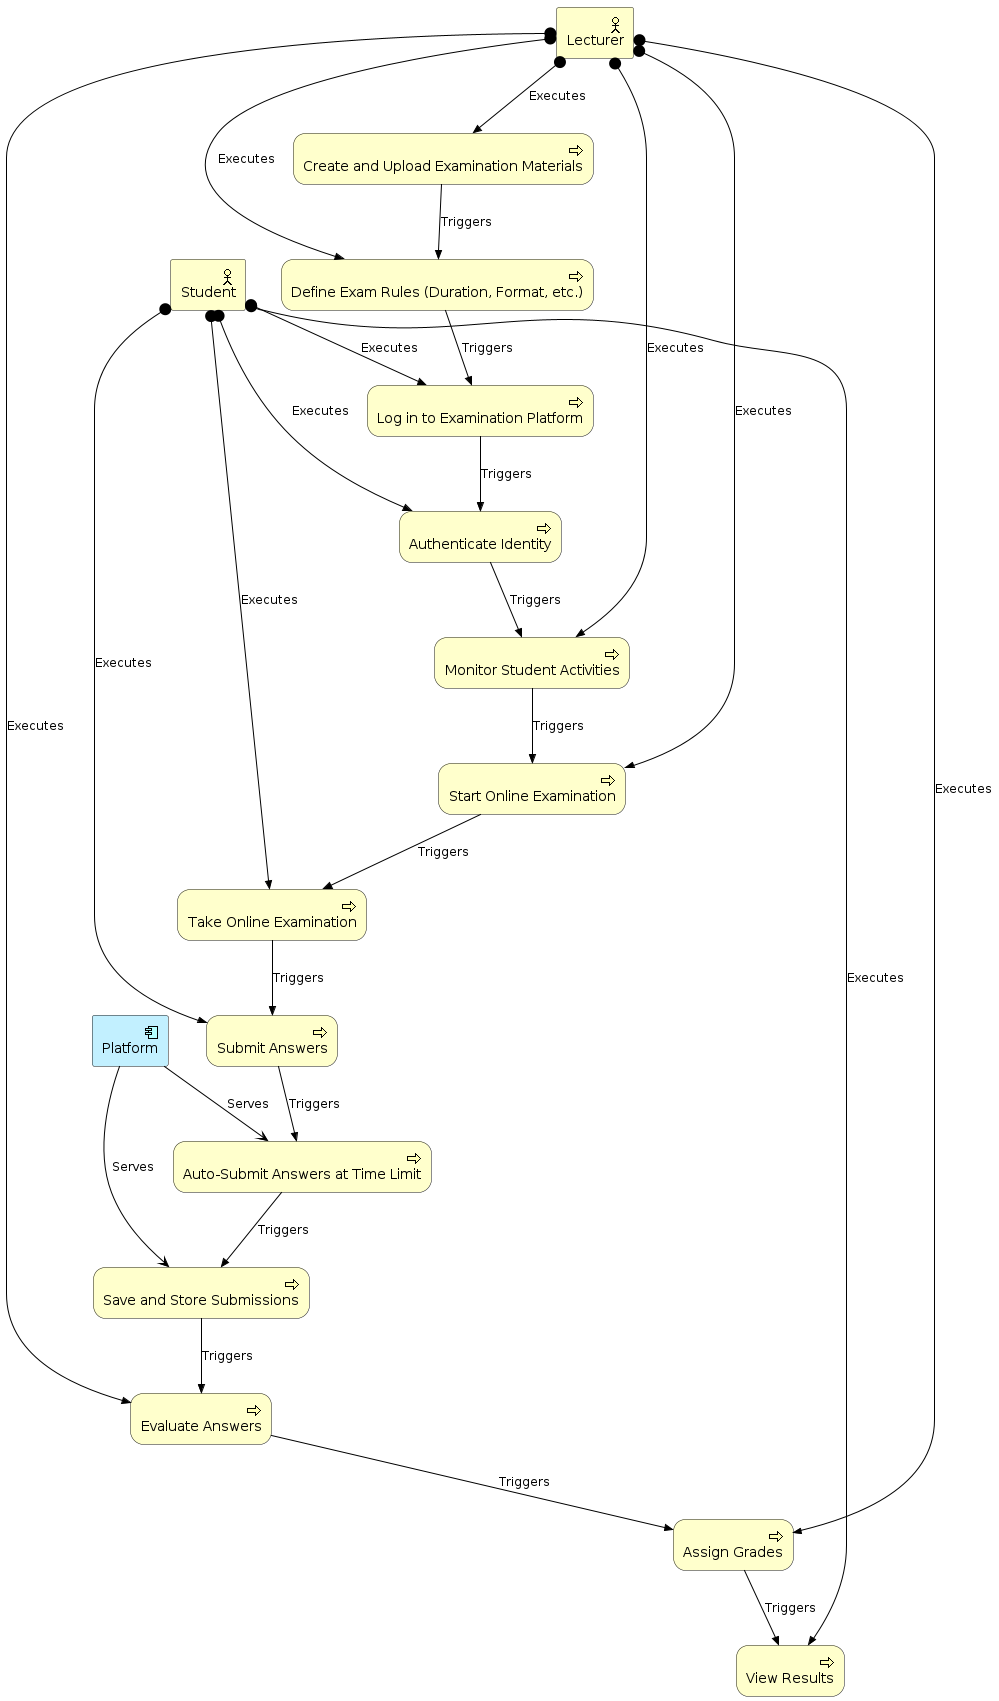 Lecturer
Executes
Create and Upload Examination Materials
Executes
Triggers
Student
Define Exam Rules (Duration, Format, etc.)
Executes
Triggers
Executes
Executes
Executes
Log in to Examination Platform
Triggers
Authenticate Identity
Executes
Triggers
Executes
Monitor Student Activities
Executes
Triggers
Start Online Examination
Executes
Triggers
Take Online Examination
Triggers
Executes
Platform
Submit Answers
Serves
Triggers
Serves
Auto-Submit Answers at Time Limit
Triggers
Save and Store Submissions
Triggers
Evaluate Answers
Triggers
Assign Grades
Triggers
View Results